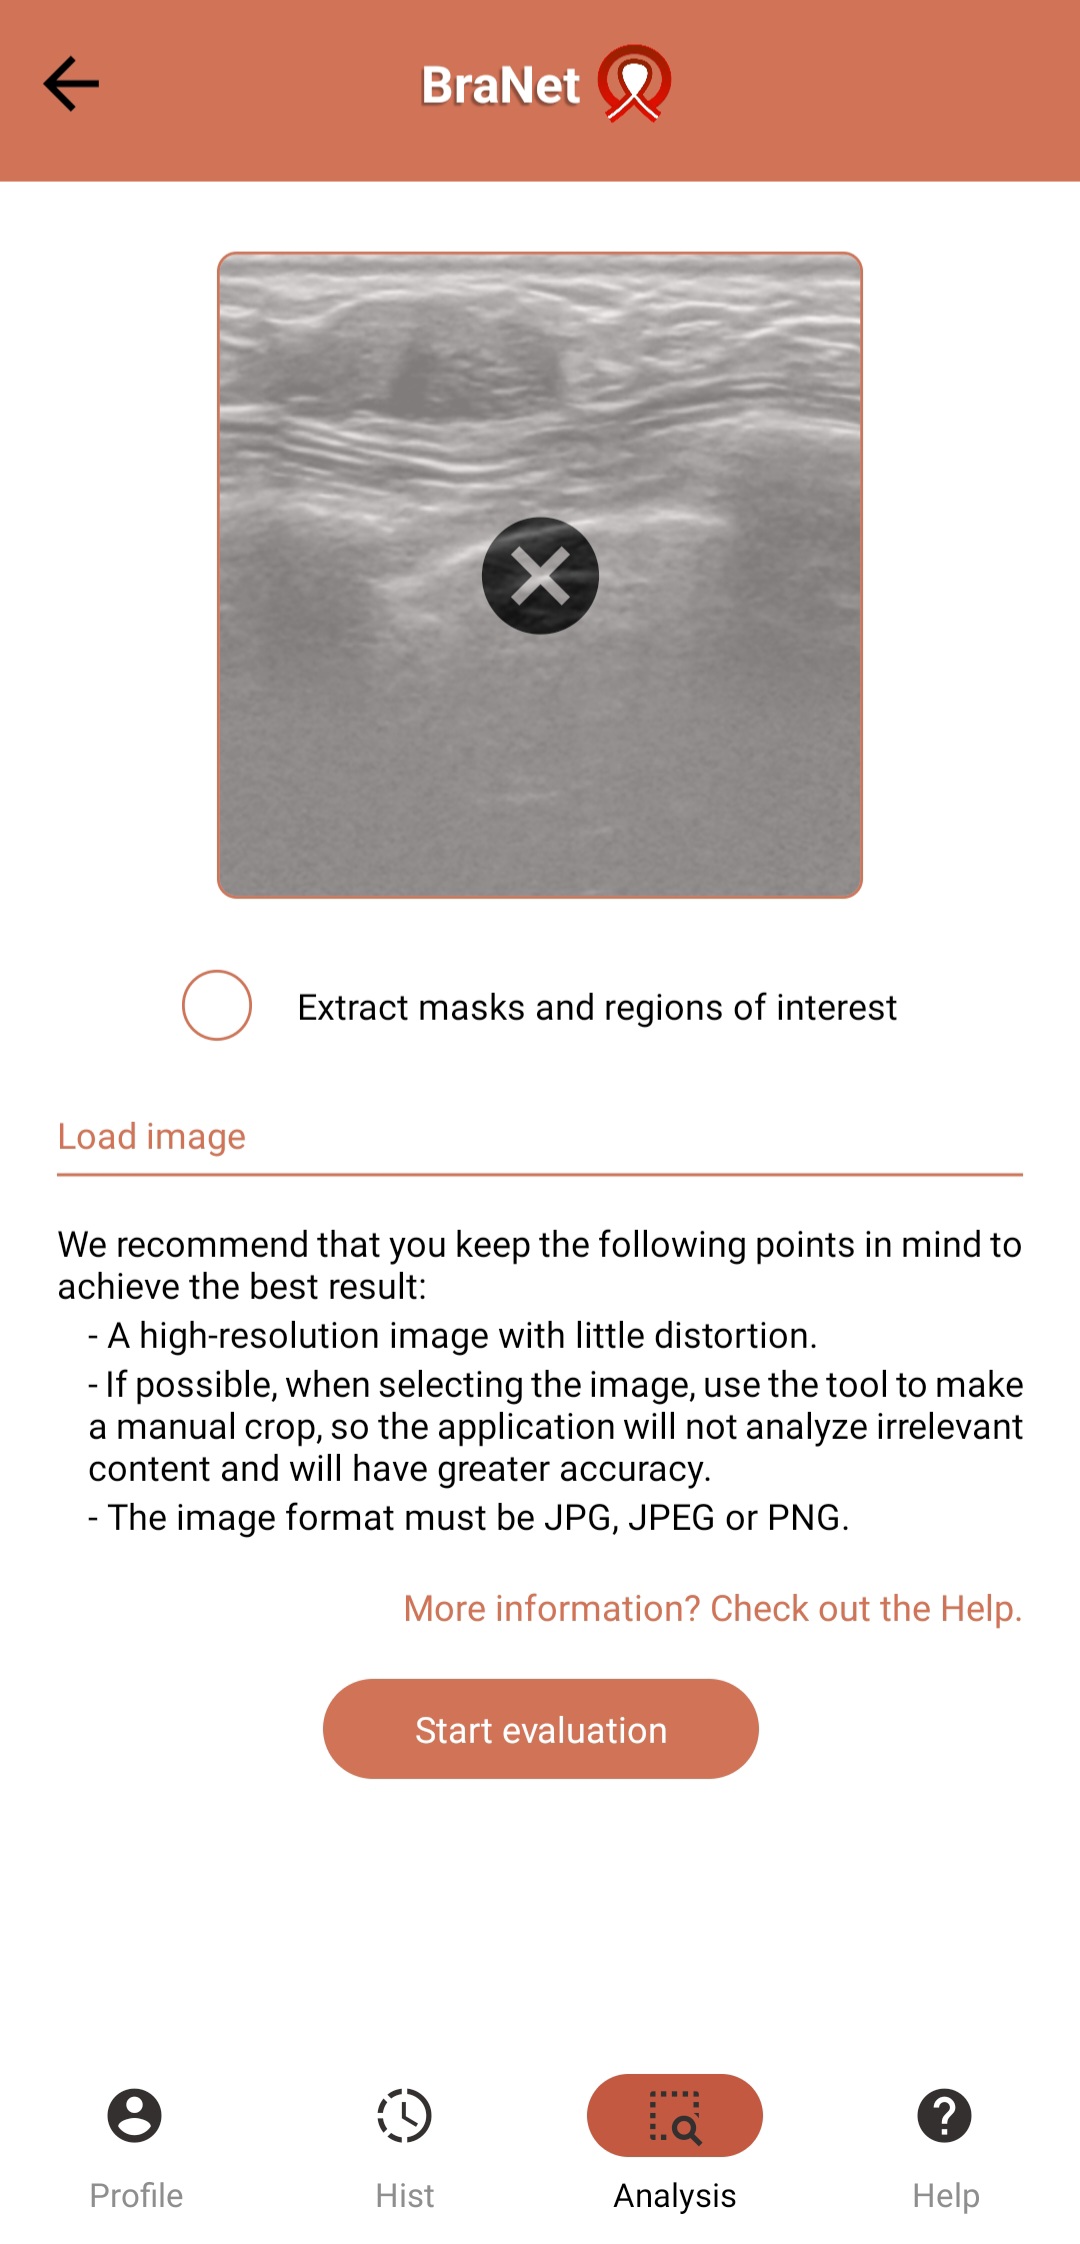 BraNet
Extract masks and regions of interest
Load image
We recommend that you keep the following points in mind to
achieve the best result:
- A high-resolution image with little distortion.
- If possible, when selecting the image, use the tool to make
a manual crop, so the application will not analyze irrelevant
content and will have greater accuracy.
- The image format must be JPG, JPEG or PNG.
More information? Check out the Help.
Start evaluation
Profile
Hist
Analysis
Help